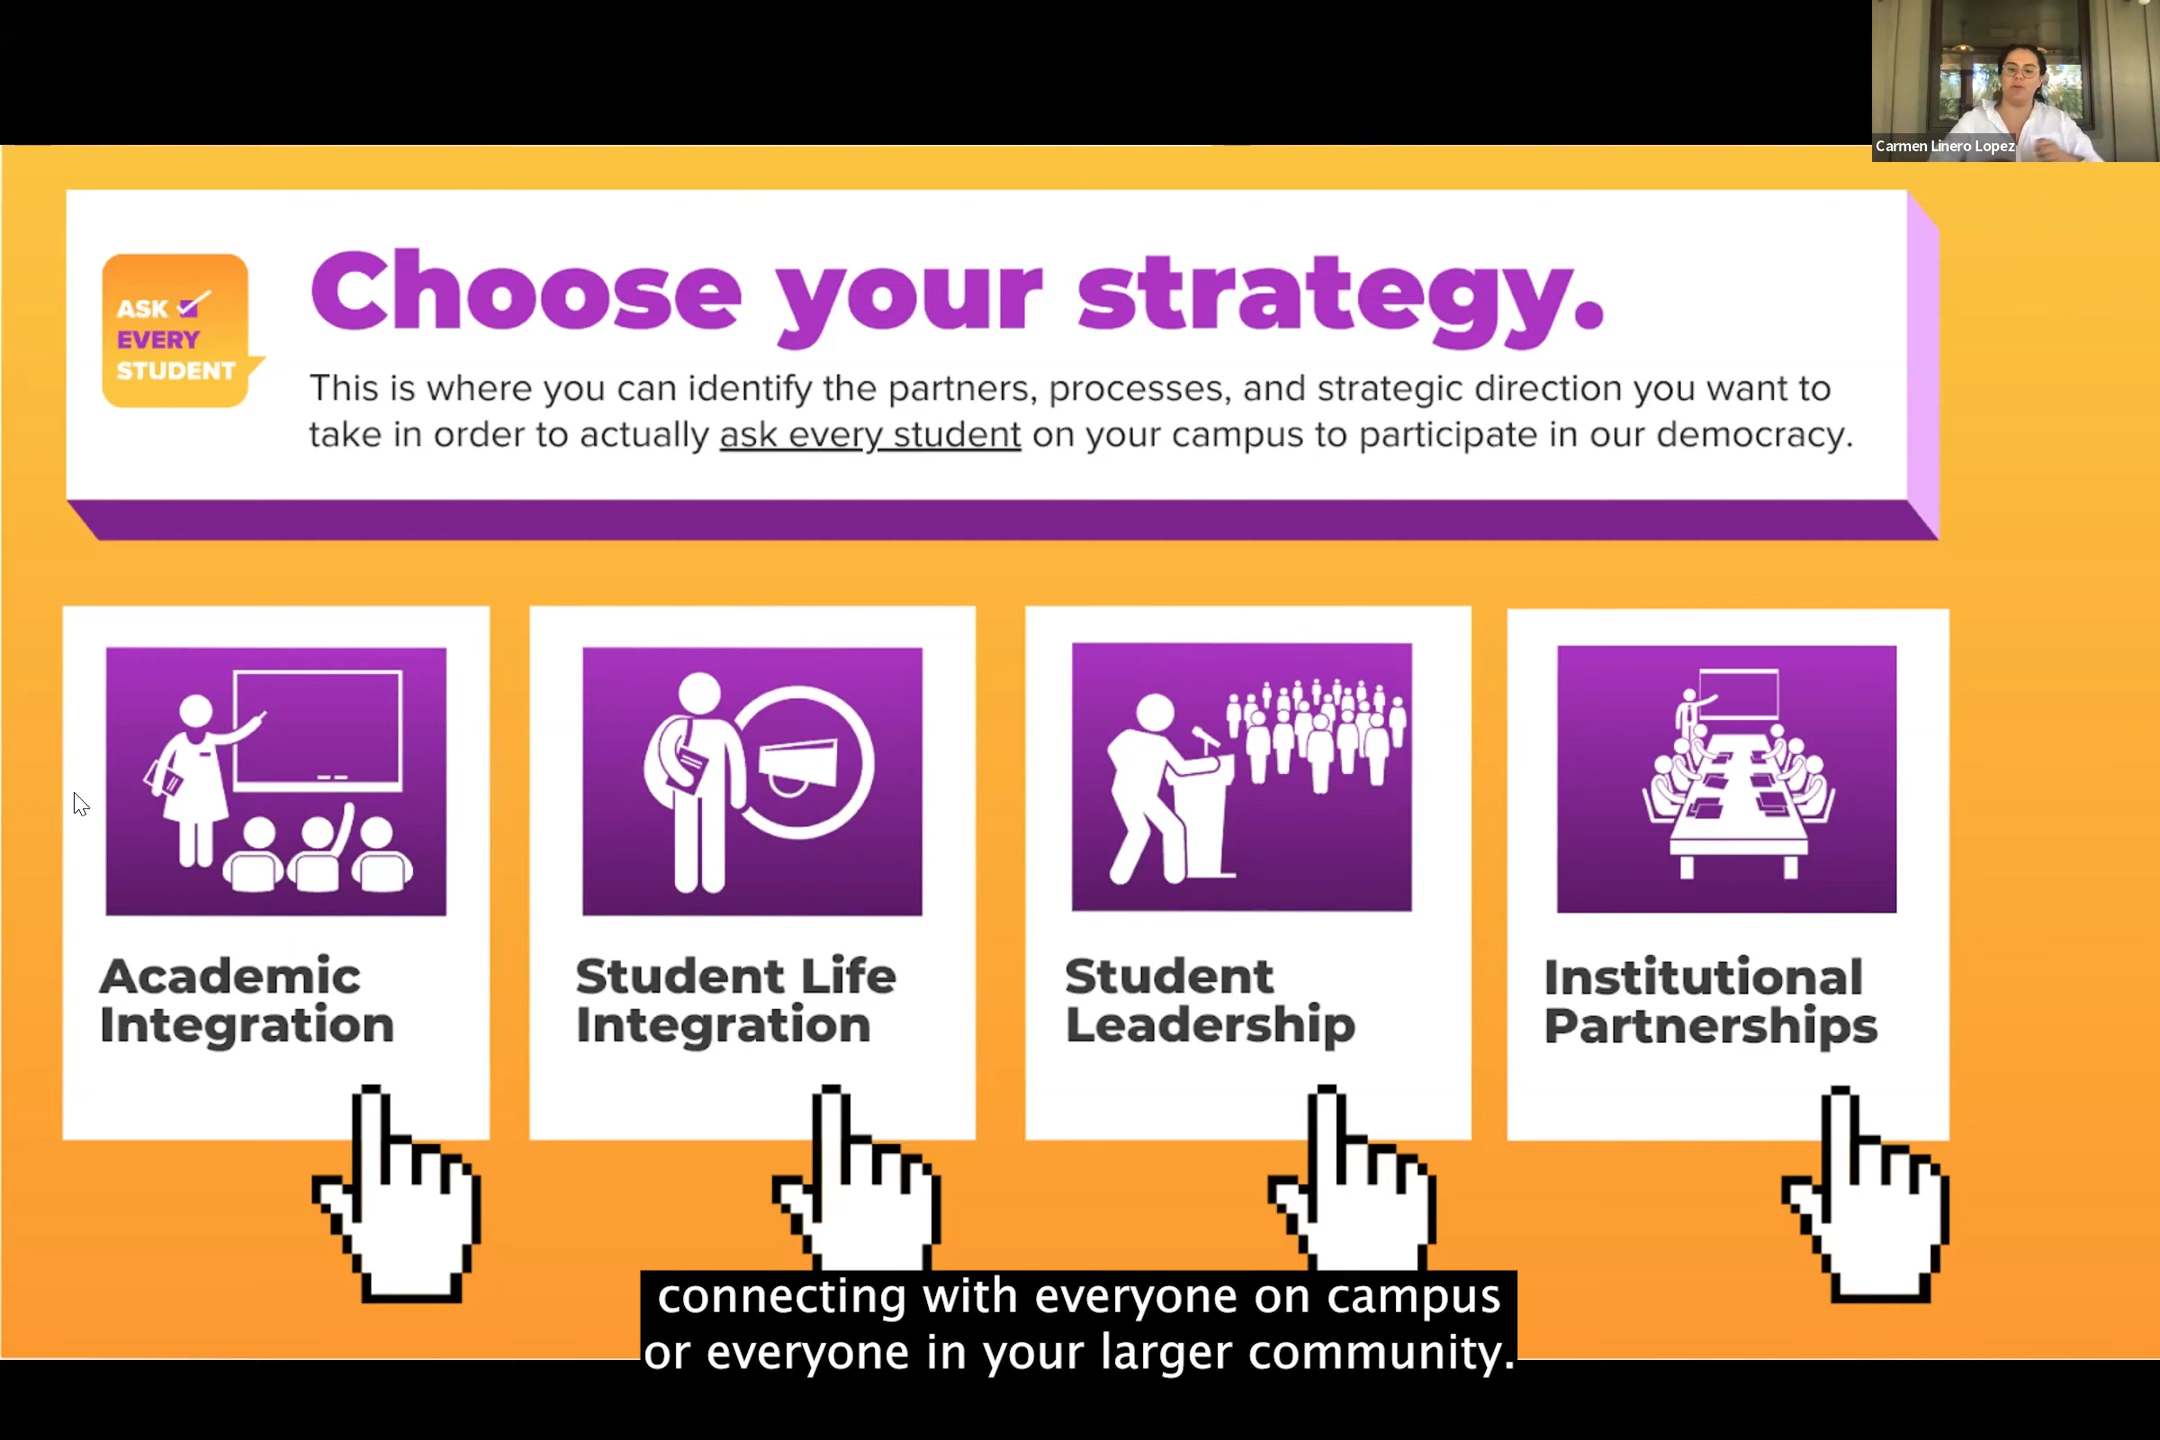 Carmen Linero Lopez
ASK
EVERY
STUDENT
Choose your strategy.
This is where you can identify the partners, processes, and strategic direction you want to
take in order to actually ask every student on your campus to participate in our democracy.
Academic
Integration
Student Life
Integration
Student
Leadership
Institutional
Partnerships
connecting with everyone on campus
or everyone in your larger community.